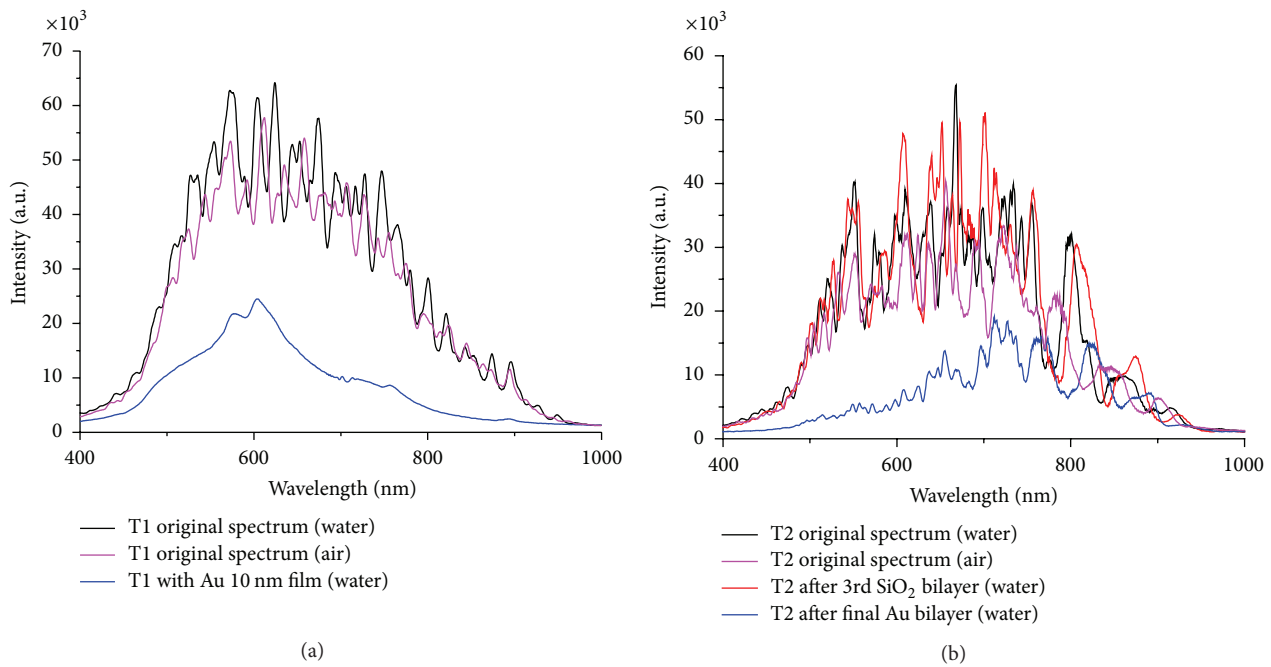 ×10³
70
60
50
40
30
20
10
0
Intensity (a.u.)
400
600
800
1000
Wavelength (nm)
T1 original spectrum (water)
T1 original spectrum (air)
T1 with Au 10 nm film (water)
(a)
×10³
60
50
40
30
20
10
0
Intensity (a.u.)
400
600
800
1000
Wavelength (nm)
T2 original spectrum (water)
T2 original spectrum (air)
T2 after 3rd SiO₂ bilayer (water)
T2 after final Au bilayer (water)
(b)